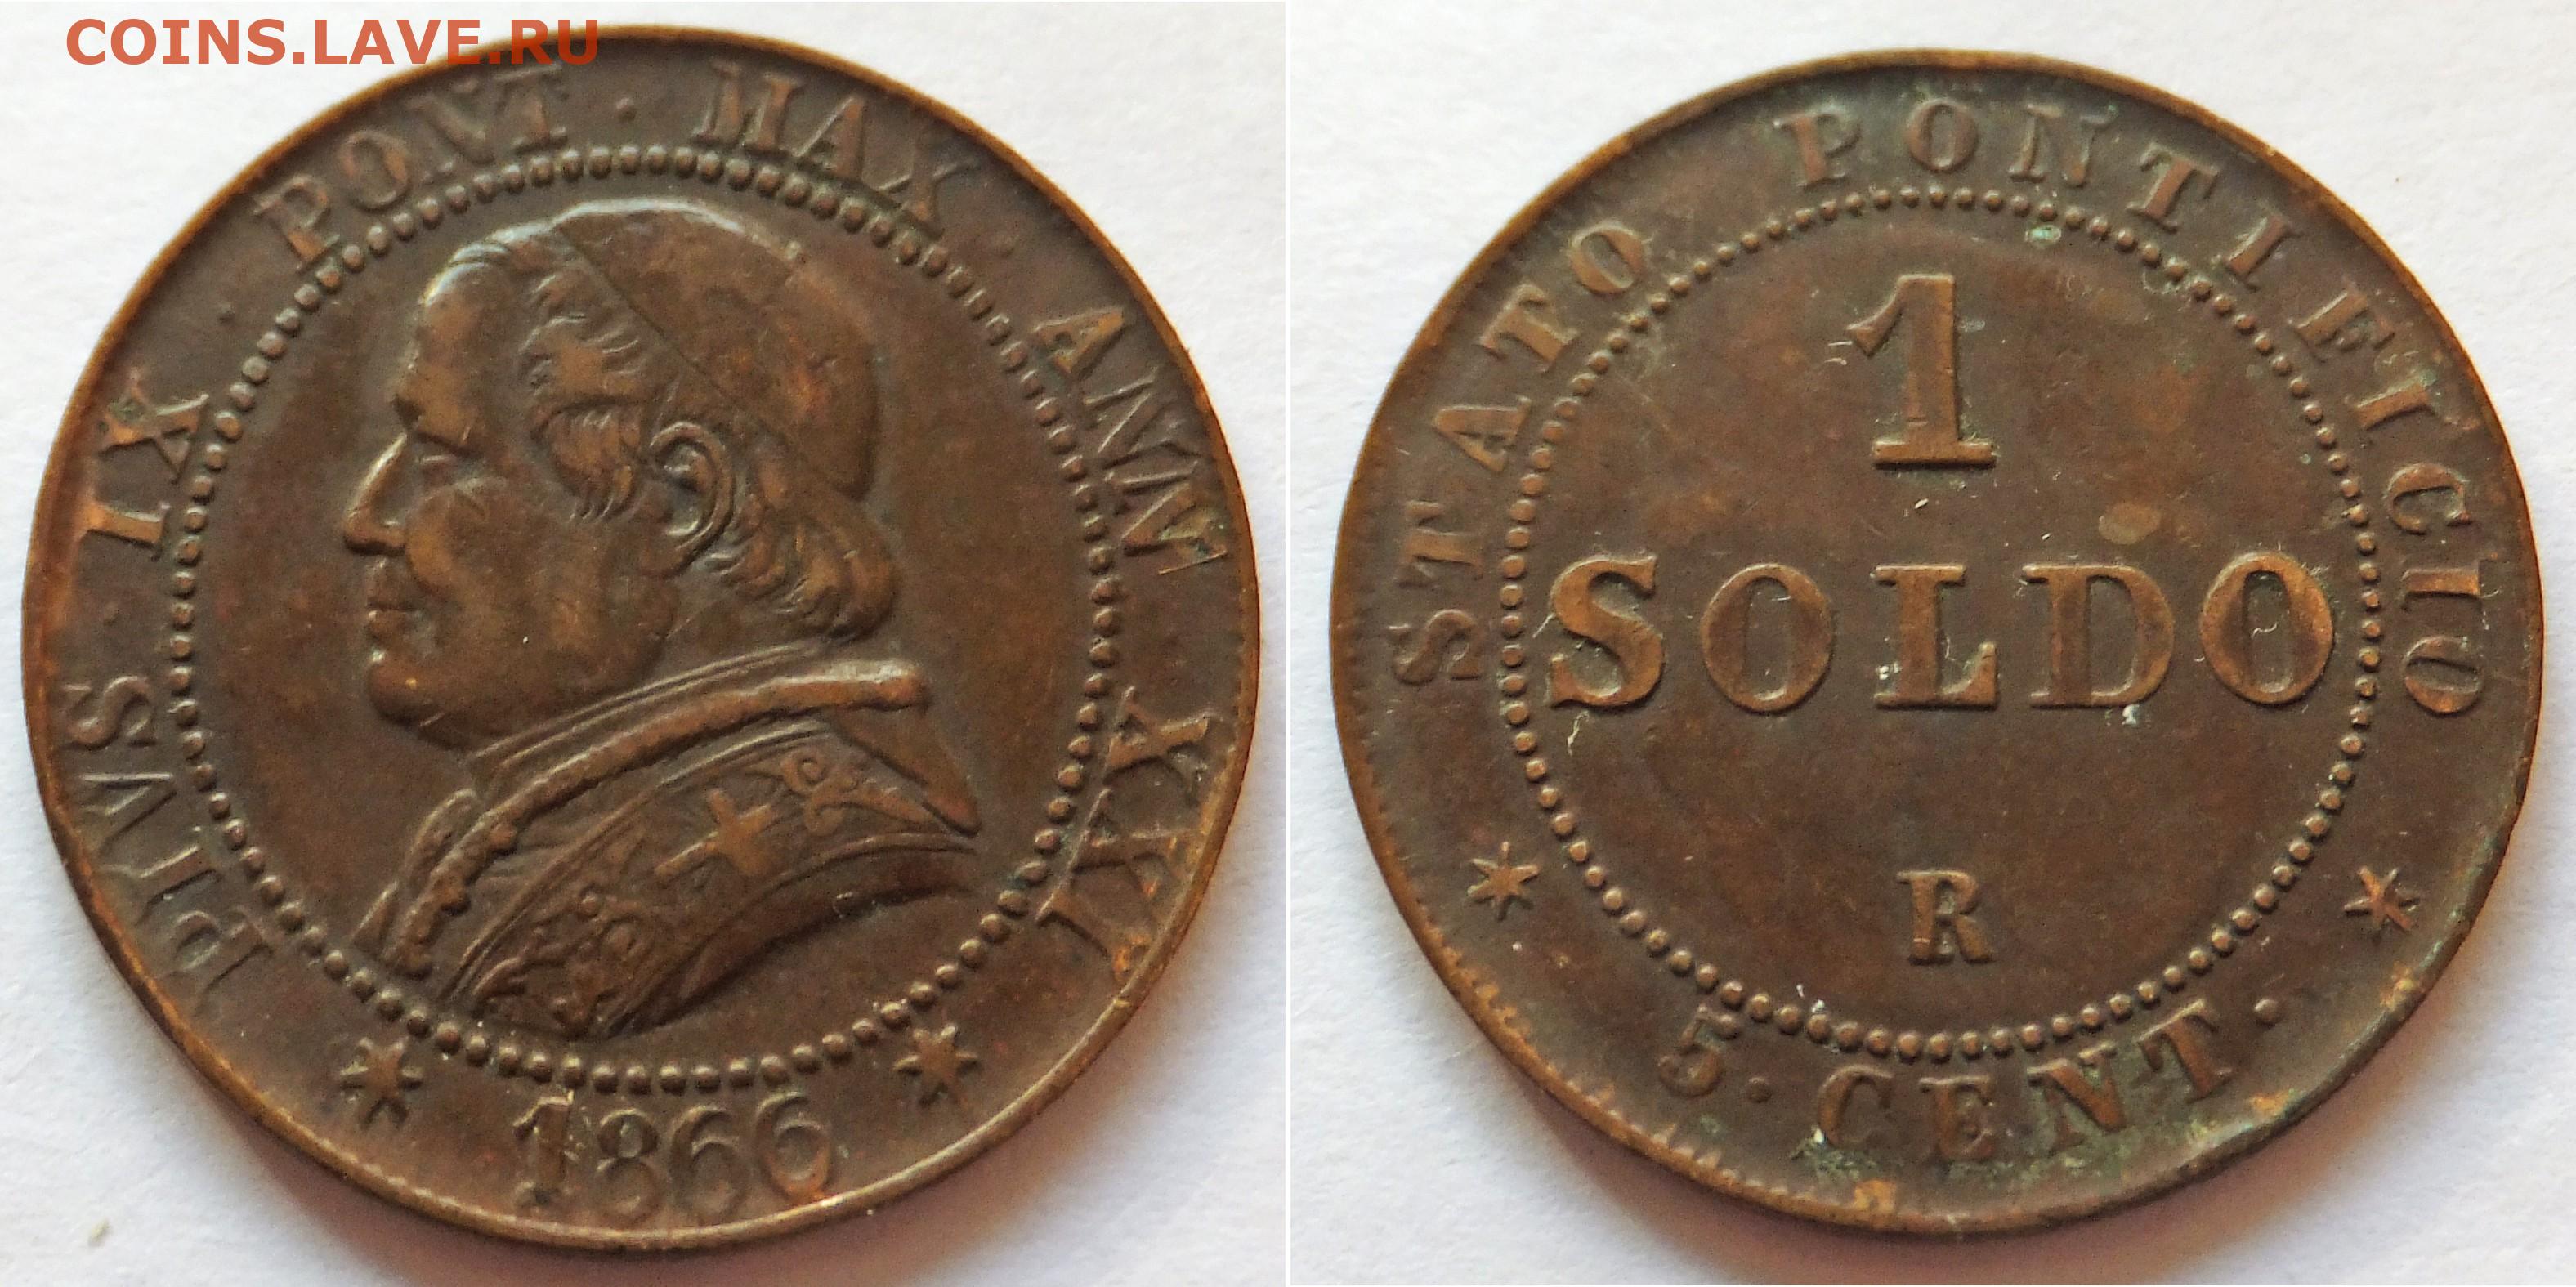 COINS.LAVE.RU
PIVS · IX · PONT · MAX · ANN · XXI
1866
STATO PONTIFICIO
1
SOLDO
R
5 · CENT ·